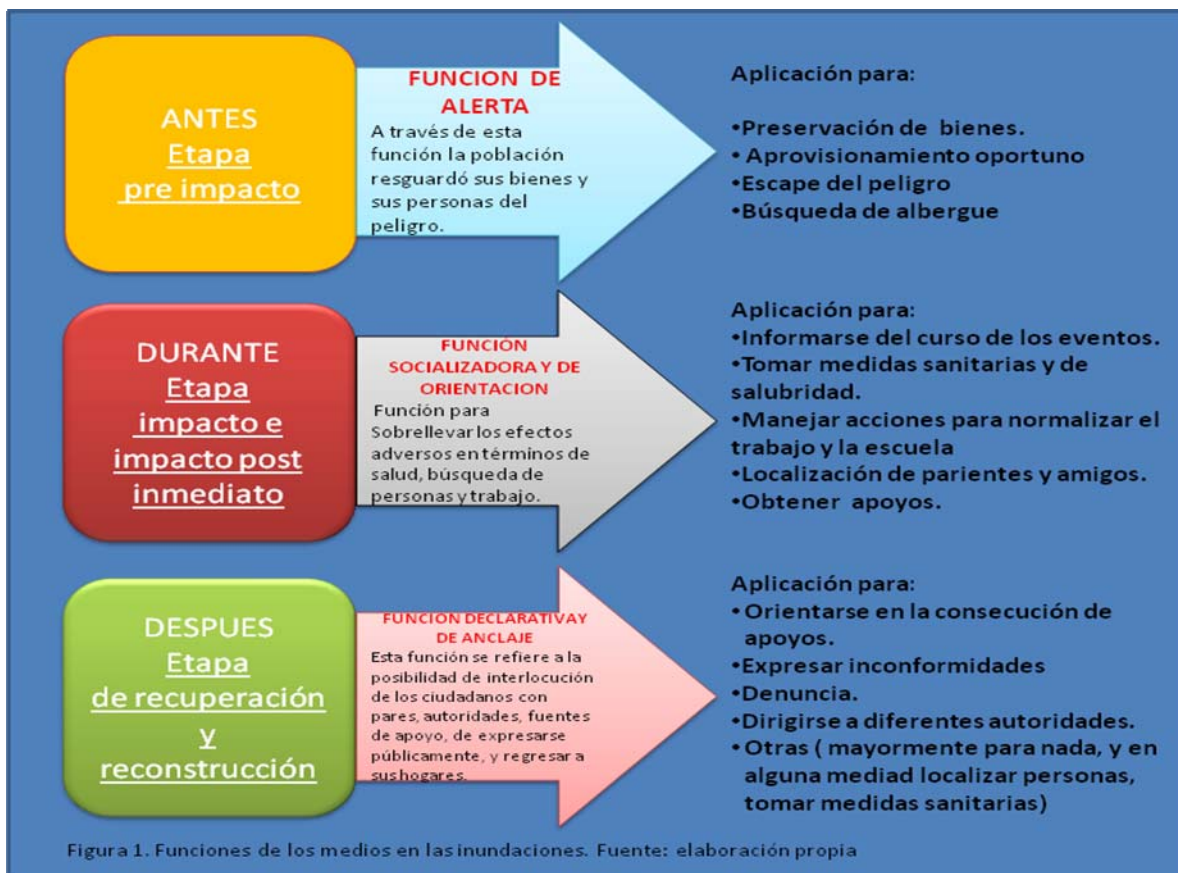 ANTES
Etapa
pre impacto
FUNCION DE
ALERTA
A través de esta
función la población
resguardó sus bienes y
sus personas del
peligro.
Aplicación para:
•Preservación de bienes.
• Aprovisionamiento oportuno
•Escape del peligro
•Búsqueda de albergue
DURANTE
Etapa
impacto e
impacto post
inmediato
FUNCIÓN
SOCIALIZADORA Y DE
ORIENTACION
Función para
Sobrellevar los efectos
adversos en términos de
salud, búsqueda de
personas y trabajo.
Aplicación para:
•Informarse del curso de los eventos.
•Tomar medidas sanitarias y de
salubridad.
•Manejar acciones para normalizar el
trabajo y la escuela
•Localización de parientes y amigos.
•Obtener apoyos.
DESPUES
Etapa
de recuperación
y
reconstrucción
FUNCION DECLARATIVAY
DE ANCLAJE
Esta función se refiere a la
posibilidad de interlocución
de los ciudadanos con
pares, autoridades, fuentes
de apoyo, de expresarse
públicamente, y regresar a
sus hogares.
Aplicación para:
• Orientarse en la consecución de
apoyos.
•Expresar inconformidades
•Denuncia.
•Dirigirse a diferentes autoridades.
•Otras ( mayormente para nada, y en
alguna mediad localizar personas,
tomar medidas sanitarias)
Figura 1. Funciones de los medios en las inundaciones. Fuente: elaboración propia